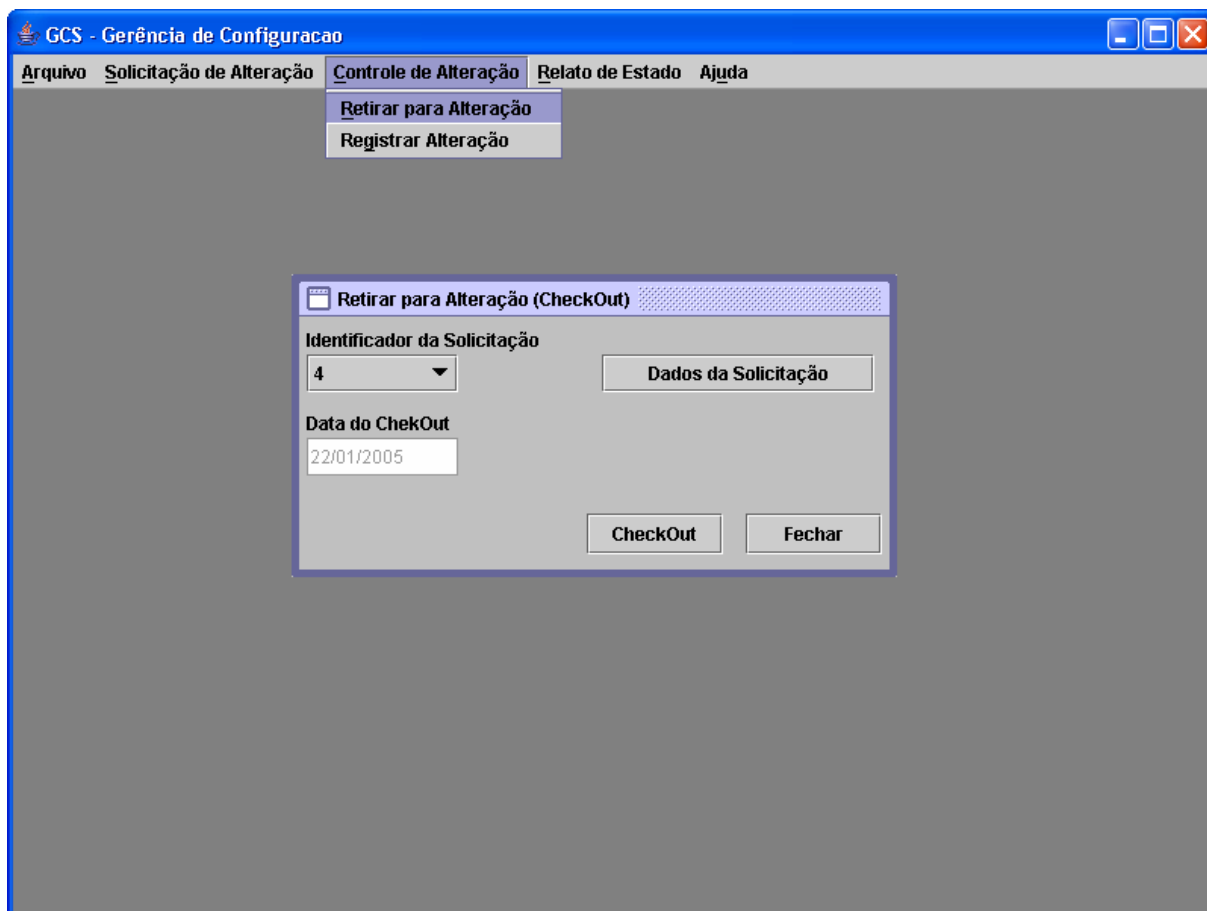 GCS - Gerência de Configuracao
Arquivo Solicitação de Alteração Controle de Alteração Relato de Estado Ajuda
Retirar para Alteração
Registrar Alteração
Retirar para Alteração (CheckOut)
Identificador da Solicitação
4 Dados da Solicitação
Data do ChekOut
22/01/2005
CheckOut Fechar